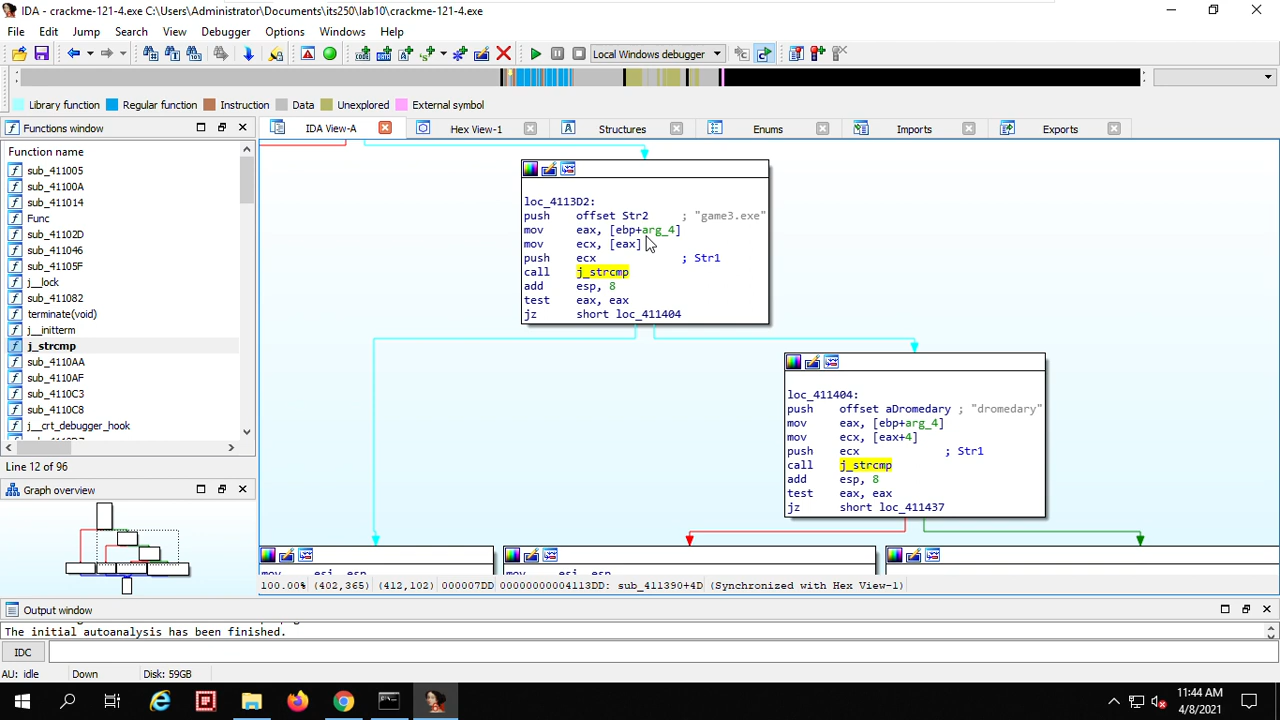 IDA - crackme-121-4.exe C:\Users\Administrator\Documents\its250\lab10\crackme-121-4.exe
File Edit Jump Search View Debugger Options Windows Help
Local Windows debugger
Library function Regular function Instruction Data Unexplored External symbol
Functions window
IDA View-A
Hex View-1
Structures
Enums
Imports
Exports
Function name
sub_411005
sub_41100A
sub_411014
Func
sub_41102D
sub_411046
sub_41105F
j__lock
sub_411082
terminate(void)
j__initterm
j_strcmp
sub_4110AA
sub_4110AF
sub_4110C3
sub_4110C8
j__crt_debugger_hook
Line 12 of 96
Graph overview
loc_4113D2:
push offset Str2 ; "game3.exe"
mov eax, [ebp+arg_4]
mov ecx, [eax]
push ecx ; Str1
call j_strcmp
add esp, 8
test eax, eax
jz short loc_411404
loc_411404:
push offset aDromedary ; "dromedary"
mov eax, [ebp+arg_4]
mov ecx, [eax+4]
push ecx ; Str1
call j_strcmp
add esp, 8
test eax, eax
jz short loc_411437
100.00% (402,365) (412,102) 000007DD 00000000004113DD: sub_411390+4D (Synchronized with Hex View-1)
Output window
The initial autoanalysis has been finished.
IDC
AU: idle Down Disk: 59GB
11:44 AM
4/8/2021